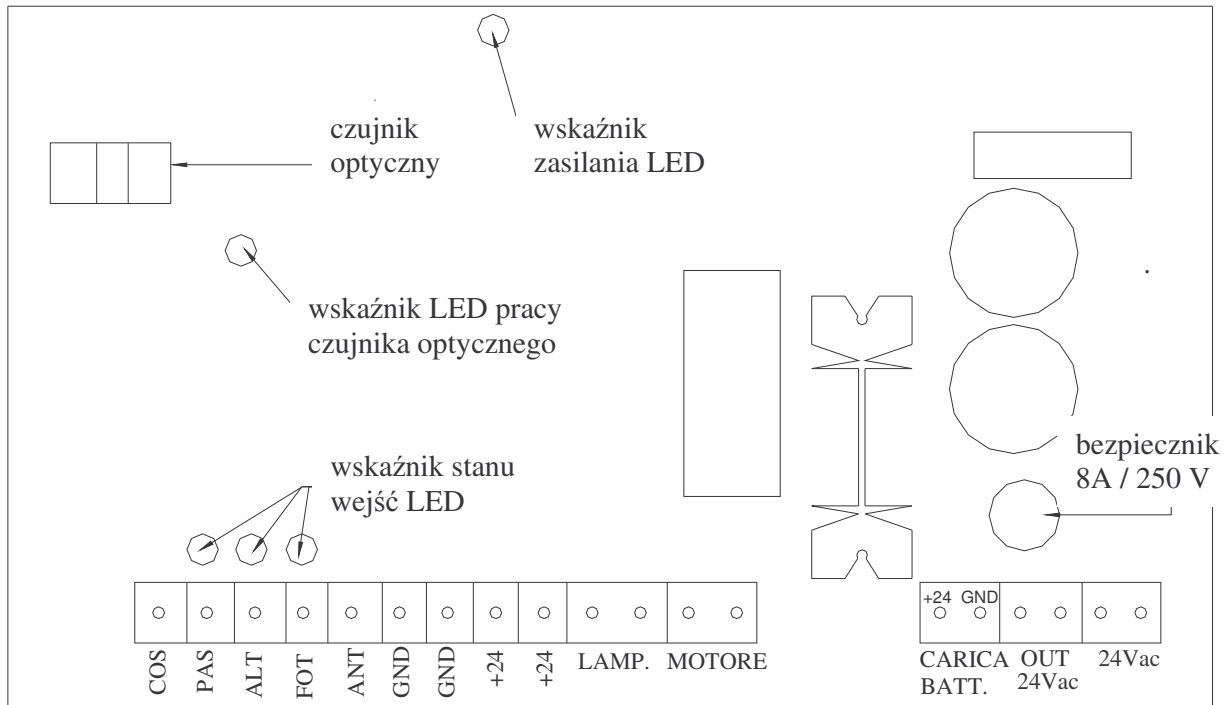 czujnik
optyczny
wskaźnik
zasilania LED
wskaźnik LED pracy
czujnika optycznego
wskaźnik stanu
wejść LED
bezpiecznik
8A / 250 V
+24 GND
COS PAS ALT FOT ANT GND GND +24 +24 LAMP. MOTORE
CARICA OUT 24Vac
BATT. 24Vac